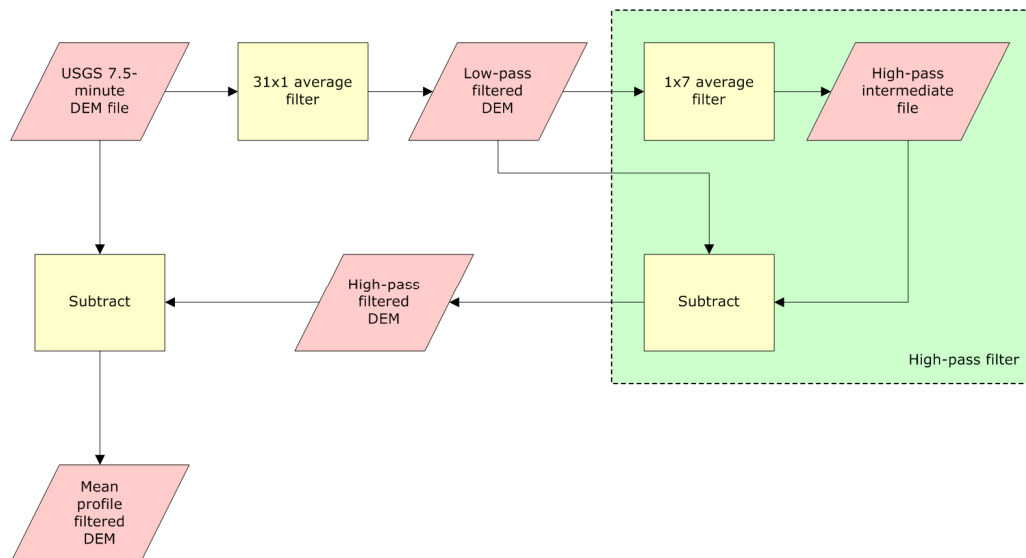 USGS 7.5-
minute
DEM file
31x1 average
filter
Low-pass
filtered
DEM
1x7 average
filter
High-pass
intermediate
file
Subtract
High-pass
filtered
DEM
Subtract
High-pass filter
Mean
profile
filtered
DEM